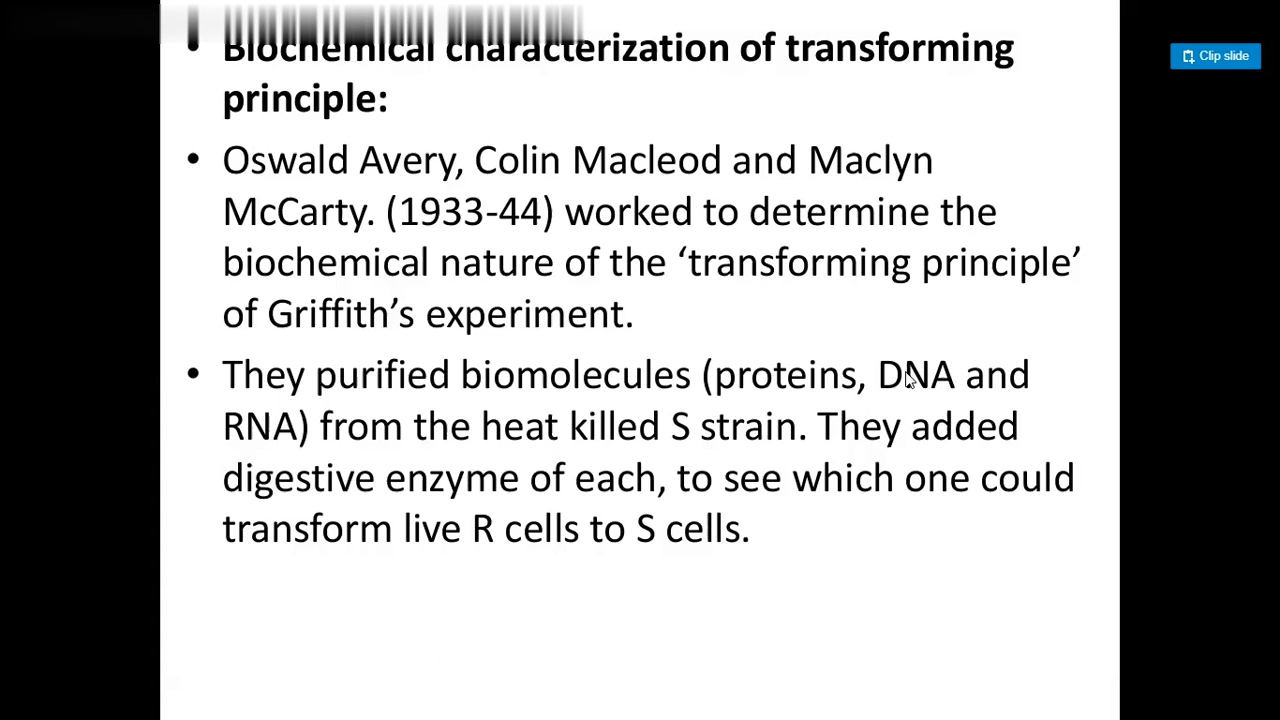 • Biochemical characterization of transforming
principle:
• Oswald Avery, Colin Macleod and Maclyn
McCarty. (1933-44) worked to determine the
biochemical nature of the ‘transforming principle’
of Griffith’s experiment.
• They purified biomolecules (proteins, DNA and
RNA) from the heat killed S strain. They added
digestive enzyme of each, to see which one could
transform live R cells to S cells.
Clip slide